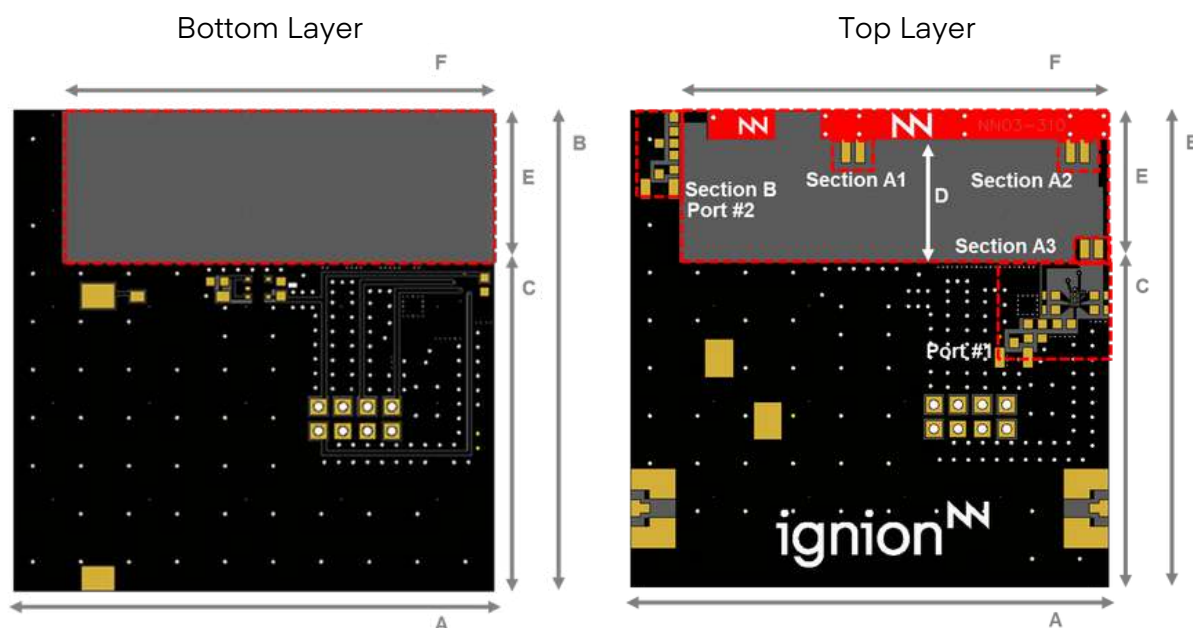 Bottom Layer
Top Layer
F
F
B
E
E
E
NN03-310
Section A1
Section A2
Section B
Port #2
D
Section A3
C
C
Port #1
ignion
A
A